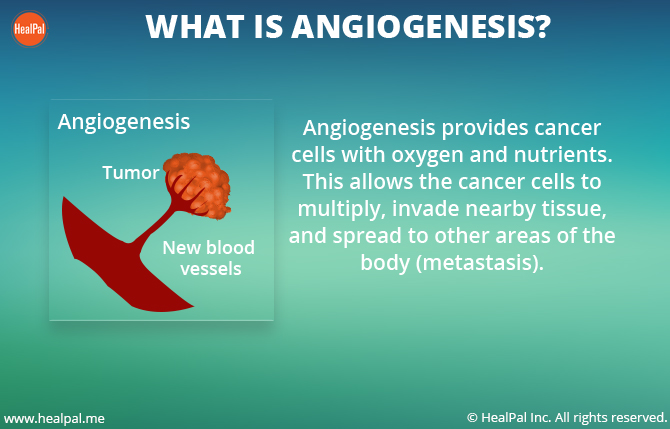 HealPal
WHAT IS ANGIOGENESIS?
Angiogenesis
Tumor
New blood
vessels
Angiogenesis provides cancer
cells with oxygen and nutrients.
This allows the cancer cells to
multiply, invade nearby tissue,
and spread to other areas of the
body (metastasis).
www.healpal.me
© HealPal Inc. All rights reserved.